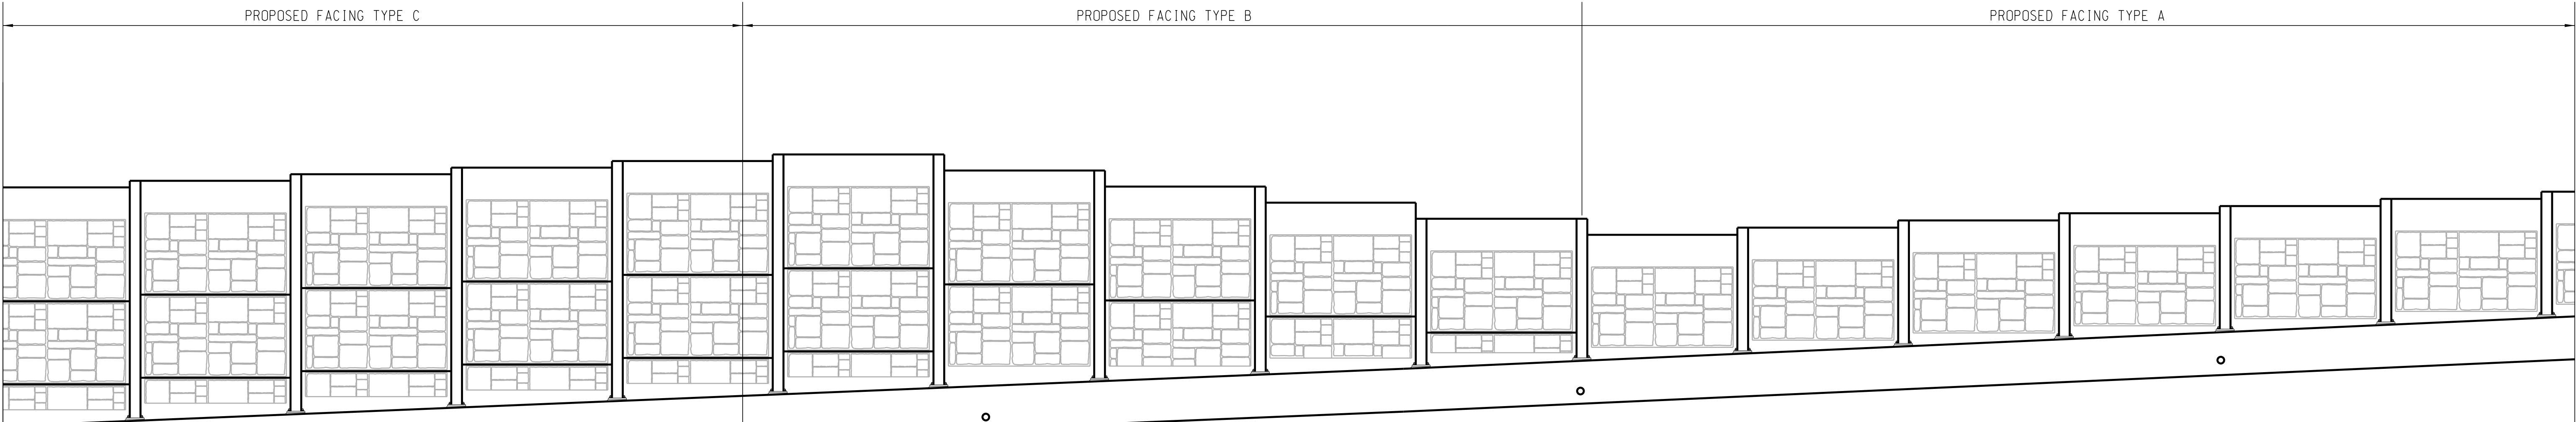 PROPOSED FACING TYPE C
PROPOSED FACING TYPE B
PROPOSED FACING TYPE A